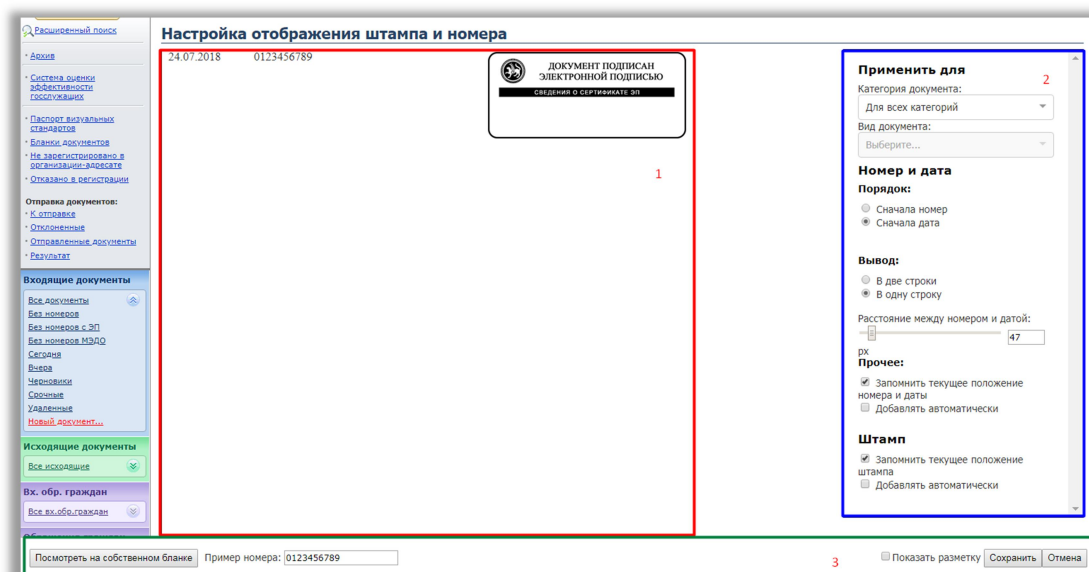 Расширенный поиск
Архив
Система оценки
эффективности
госслужащих
Паспорт визуальных
стандартов
Бланки документов
Не зарегистрировано в
организации-адресате
Отказано в регистрации
Отправка документов:
К отправке
Отклоненные
Отправленные документы
Результат
Входящие документы
Все документы
Без номеров
Без номеров с ЭП
Без номеров МЭДО
Сегодня
Вчера
Черновики
Срочные
Удаленные
Новый документ...
Исходящие документы
Все исходящие
Вх. обр. граждан
Все вх.обр.граждан
Настройка отображения штампа и номера
24.07.2018 0123456789
ДОКУМЕНТ ПОДПИСАН
ЭЛЕКТРОННОЙ ПОДПИСЬЮ
СВЕДЕНИЯ О СЕРТИФИКАТЕ ЭП
1
Применить для
2
Категория документа:
Для всех категорий
Вид документа:
Выберите...
Номер и дата
Порядок:
Сначала номер
Сначала дата
Вывод:
В две строки
В одну строку
Расстояние между номером и датой:
47
px
Прочее:
Запомнить текущее положение
номера и даты
Добавлять автоматически
Штамп
Запомнить текущее положение
штампа
Добавлять автоматически
Посмотреть на собственном бланке Пример номера: 0123456789
3
Показать разметку Сохранить Отмена